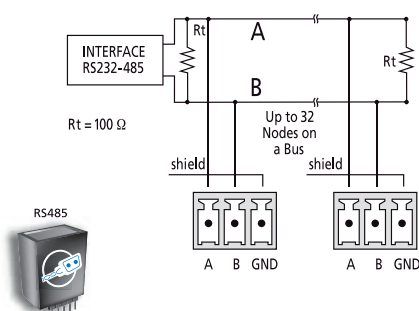 Rt
A
INTERFACE
RS232-485
Rt
B
Rt = 100 Ω
Up to 32
Nodes on
a Bus
shield
shield
RS485
A B GND
A B GND